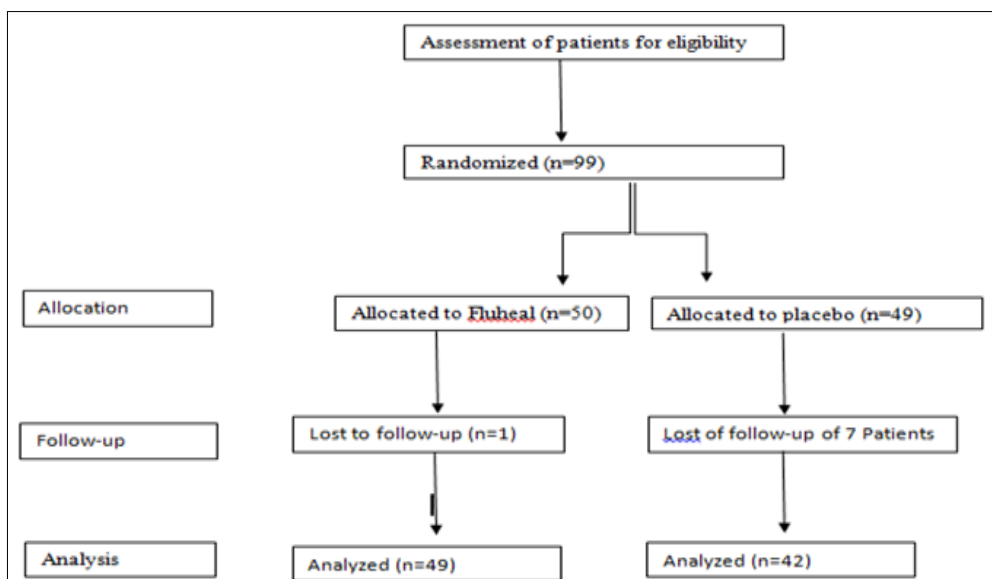 Assessment of patients for eligibility
Randomized (n=99)
Allocation
Allocated to Fluheal (n=50)
Allocated to placebo (n=49)
Follow-up
Lost to follow-up (n=1)
Lost of follow-up of 7 Patients
Analysis
Analyzed (n=49)
Analyzed (n=42)